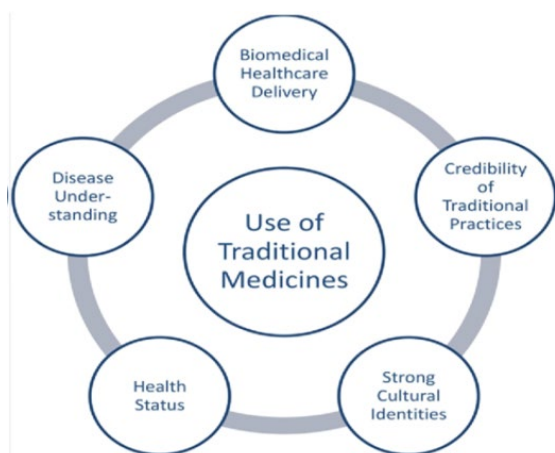 Biomedical
Healthcare
Delivery
Credibility
of
Traditional
Practices
Strong
Cultural
Identities
Health
Status
Disease
Under-
standing
Use of
Traditional
Medicines